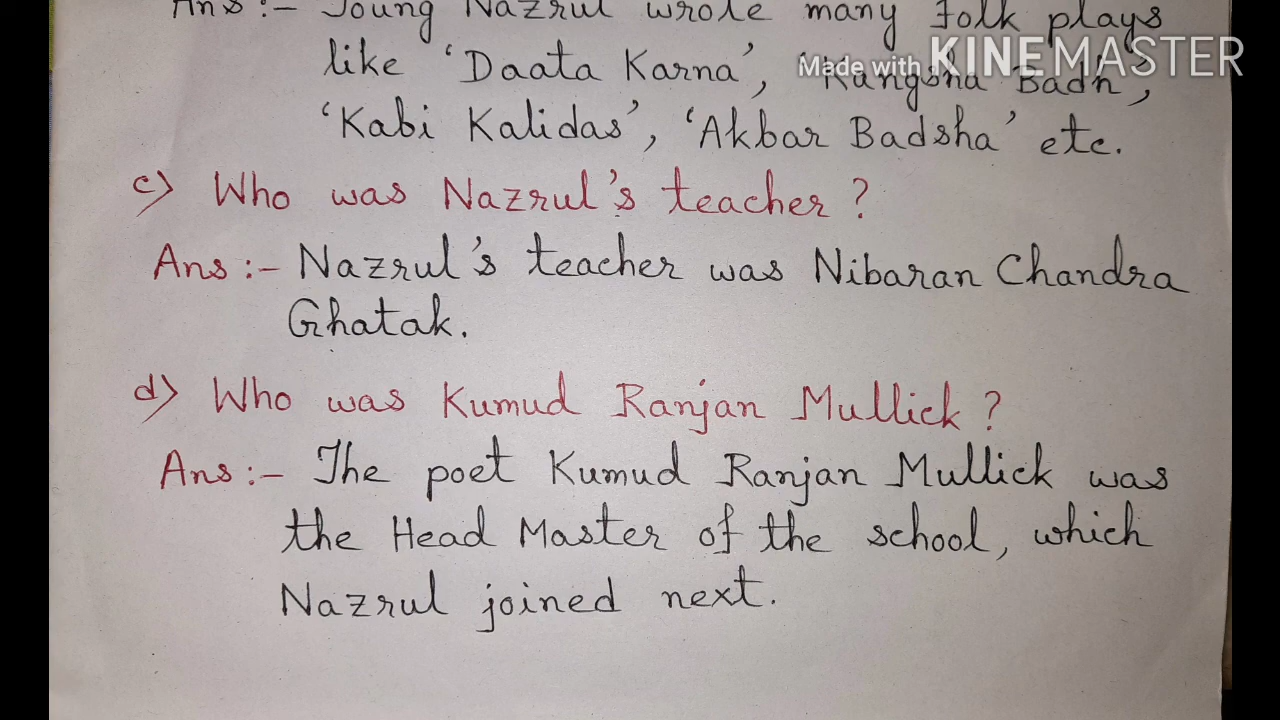 Ans :- Young Nazrul wrote many folk plays
like 'Daata Karna', 'Kangsha Badh',
Made with KINEMASTER
'Kabi Kalidas', 'Akbar Badsha' etc.
c) Who was Nazrul's teacher ?
Ans :- Nazrul's teacher was Nibaran Chandra
Ghatak.
d) Who was Kumud Ranjan Mullick ?
Ans :- The poet Kumud Ranjan Mullick was
the Head Master of the school, which
Nazrul joined next.